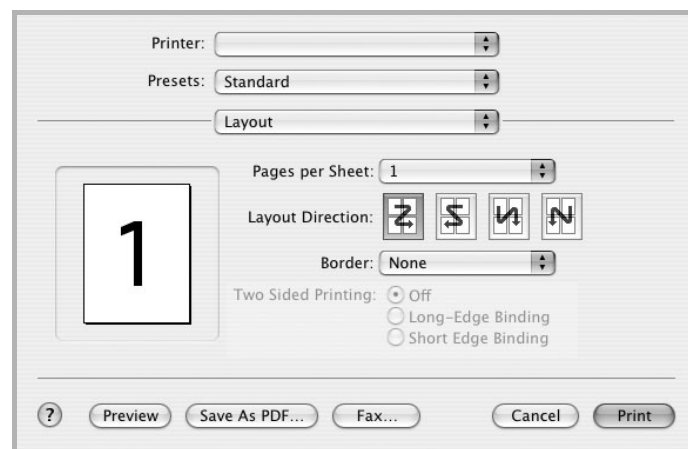 Printer:
Presets: Standard
Layout
Pages per Sheet: 1
1
Layout Direction:
Border: None
Two Sided Printing: Off
Long-Edge Binding
Short Edge Binding
? Preview Save As PDF... Fax... Cancel Print